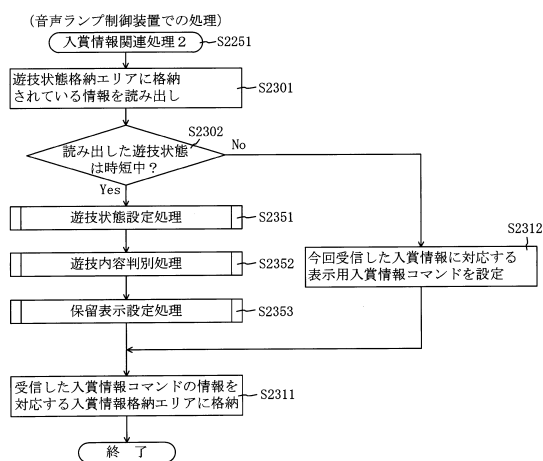 (音声ランプ制御装置での処理)
入賞情報関連処理2
S2251
遊技状態格納エリアに格納
されている情報を読み出し
S2301
S2302
読み出した遊技状態
は時短中?
No
Yes
遊技状態設定処理
S2351
S2312
今回受信した入賞情報に対応する
表示用入賞情報コマンドを設定
遊技内容判別処理
S2352
保留表示設定処理
S2353
受信した入賞情報コマンドの情報を
対応する入賞情報格納エリアに格納
S2311
終 了